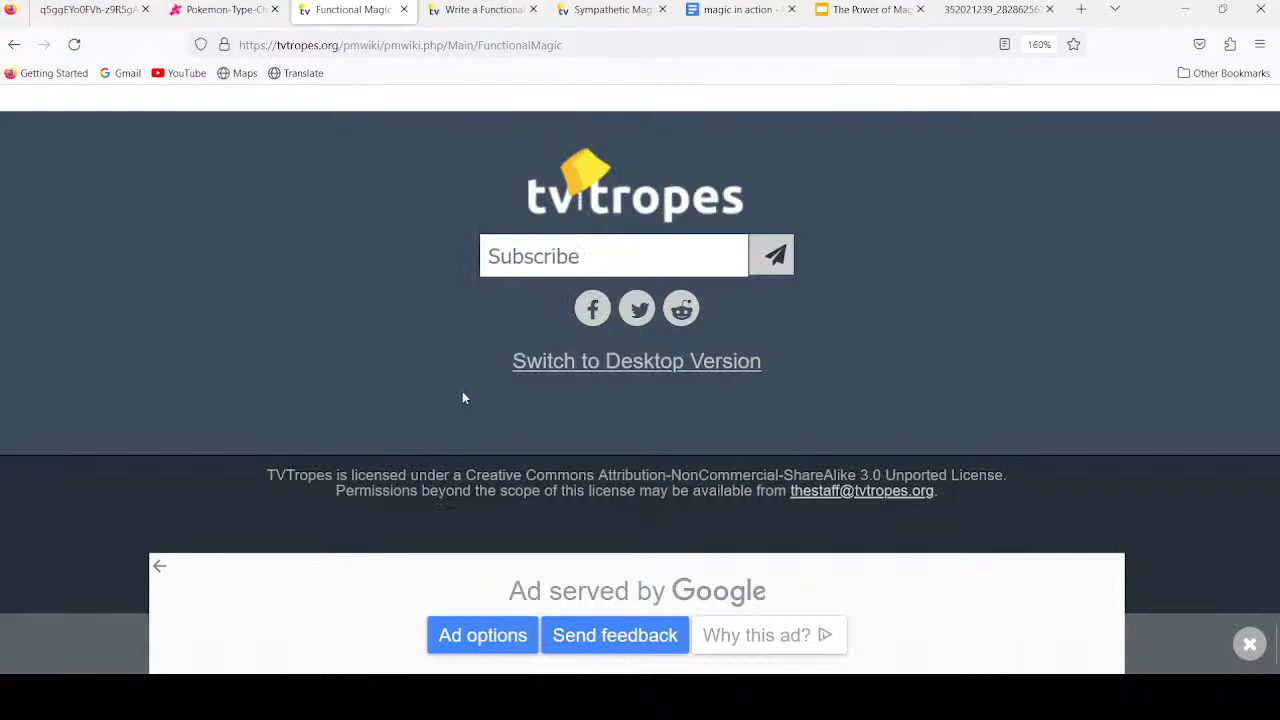 q5ggEYo0FVh-z9R5g/
Pokemon-Type-Ch
Functional Magic
Write a Functional
Sympathetic Mag
magic in action -
The Power of Mag
352021239_28286256
https://tvtropes.org/pmwiki/pmwiki.php/Main/FunctionalMagic
160%
Getting Started
Gmail
YouTube
Maps
Translate
Other Bookmarks
tvtropes
Subscribe
Switch to Desktop Version
TVTropes is licensed under a Creative Commons Attribution-NonCommercial-ShareAlike 3.0 Unported License.
Permissions beyond the scope of this license may be available from thestaff@tvtropes.org.
Ad served by Google
Ad options
Send feedback
Why this ad?